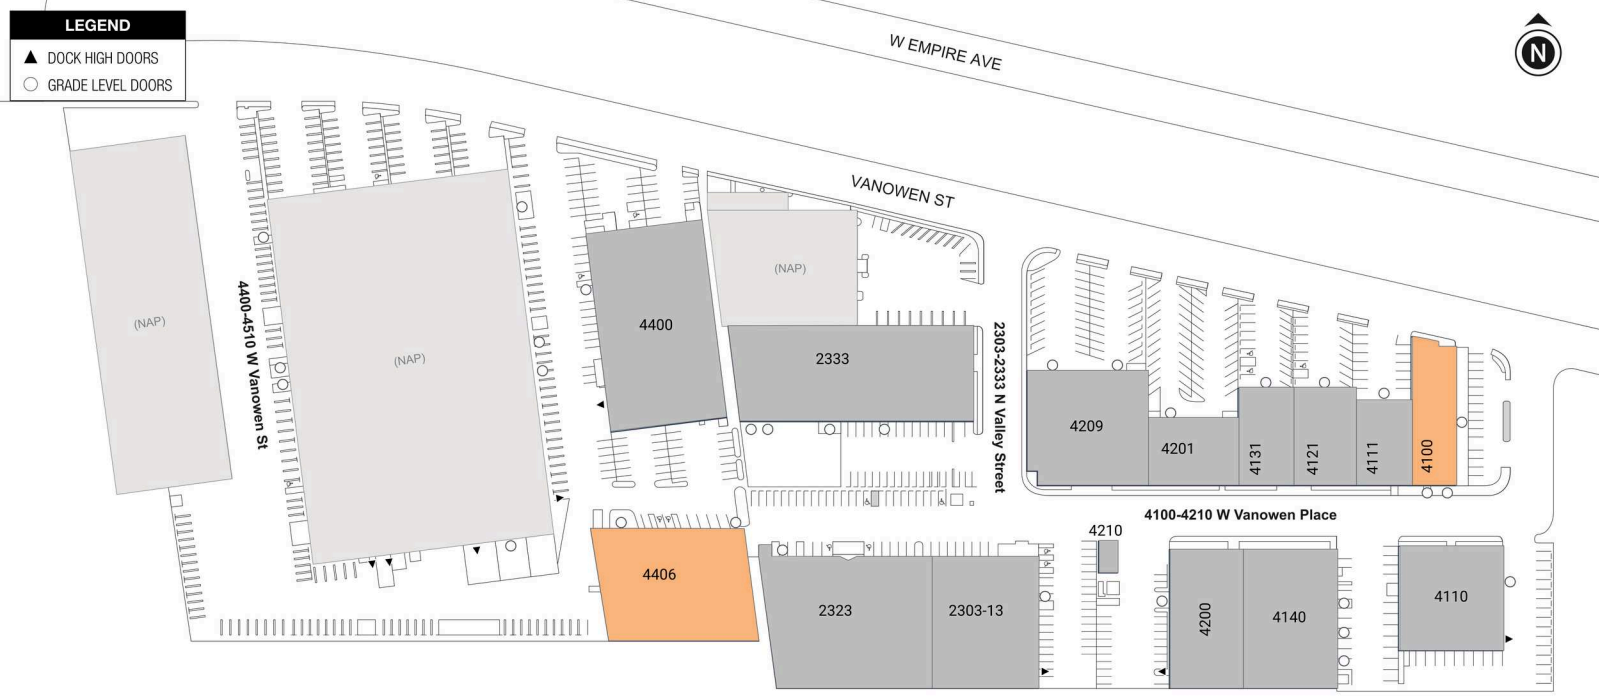 LEGEND
DOCK HIGH DOORS
GRADE LEVEL DOORS
W EMPIRE AVE
N
VANOWEN ST
(NAP)
4400-4510 W Vanowen St
(NAP)
4400
(NAP)
2333
2303-2333 N Valley Street
4209
4201
4131
4121
4111
4100
4100-4210 W Vanowen Place
4210
4406
2323
2303-13
4200
4140
4110